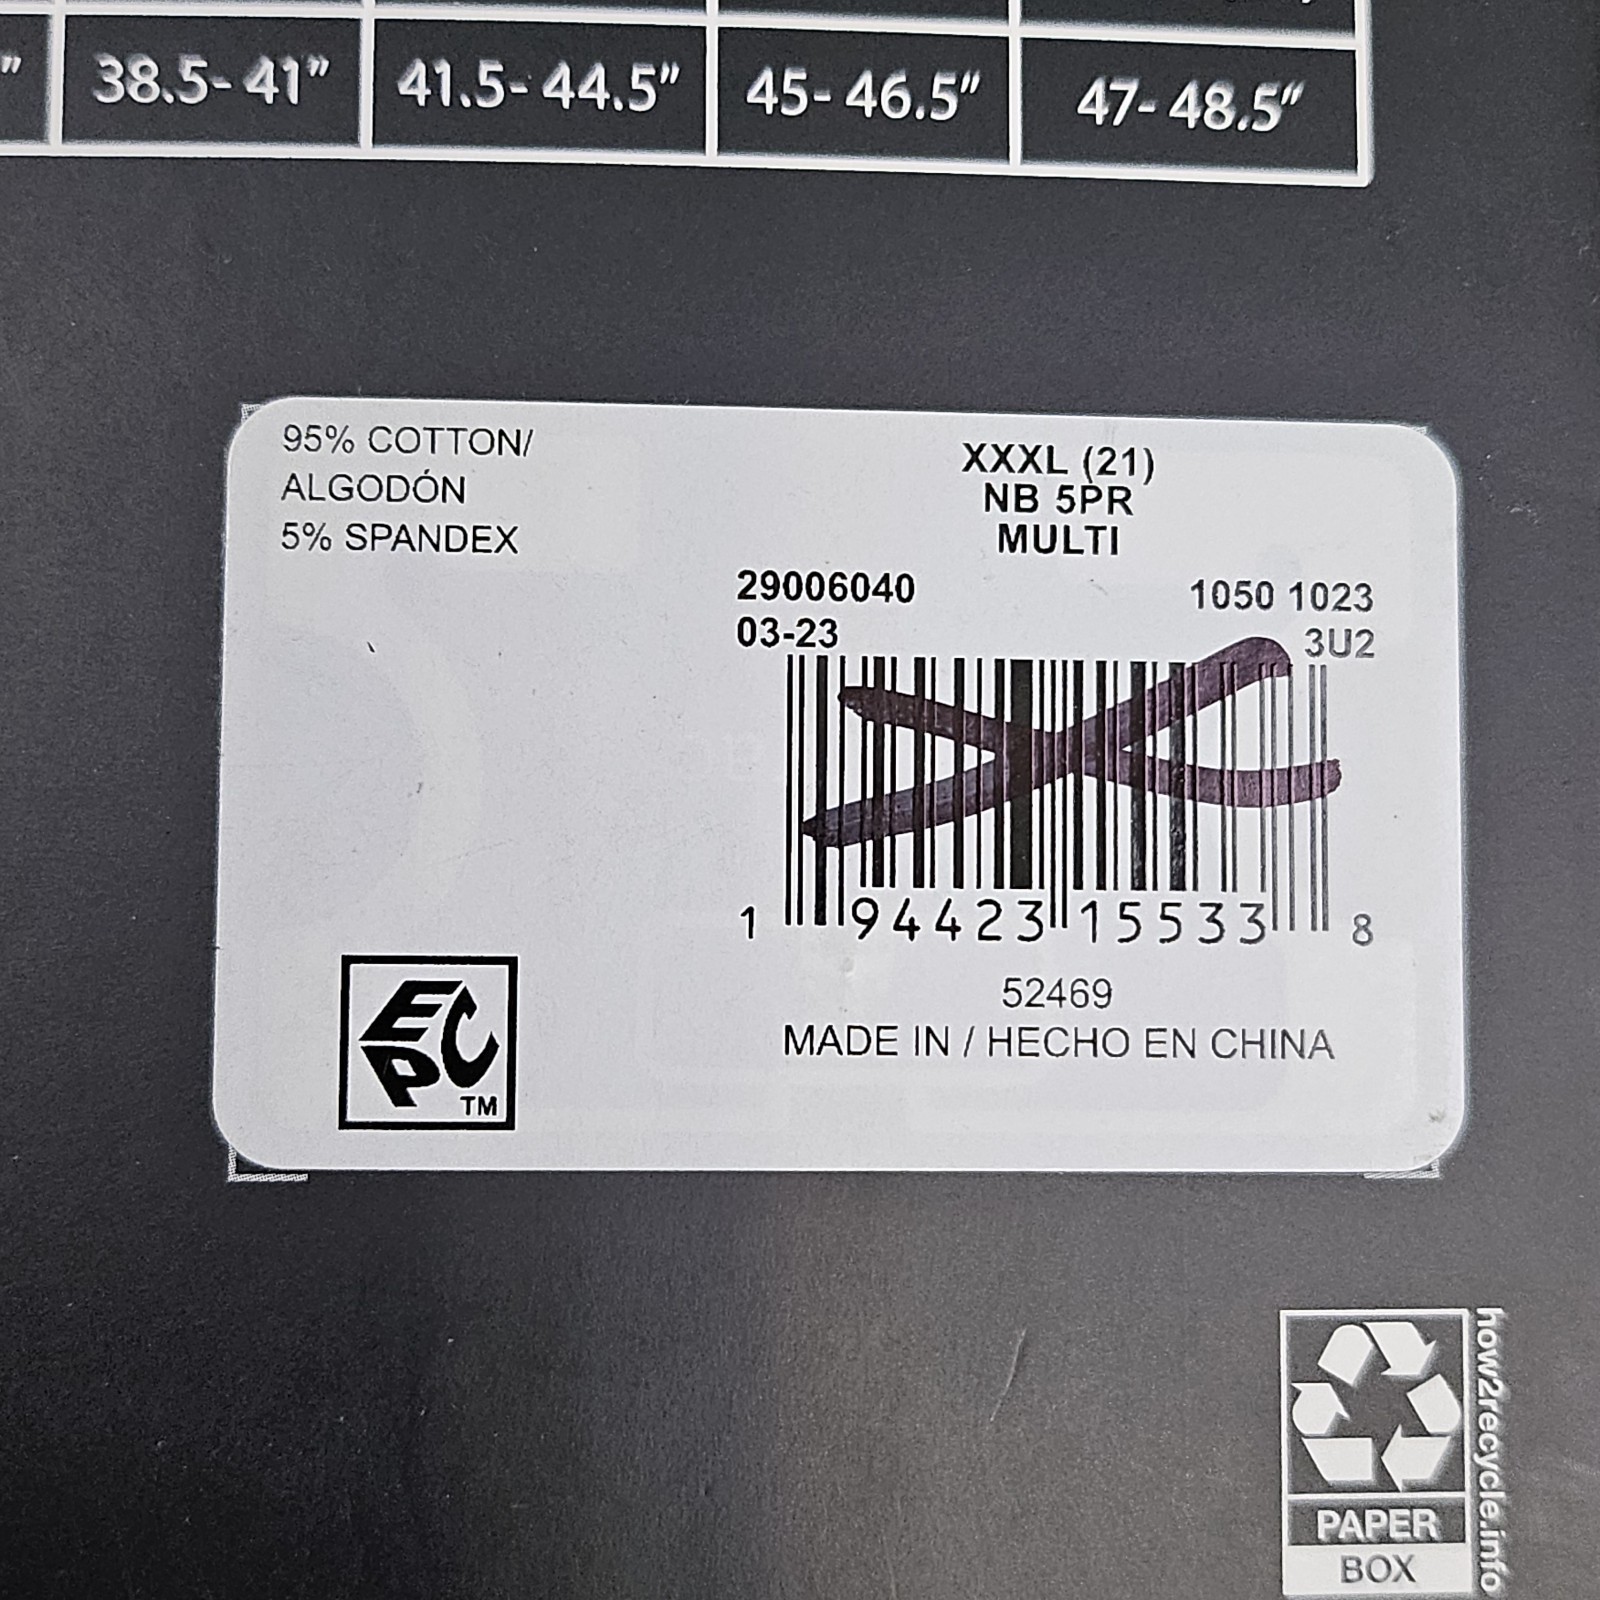 38.5- 41" 41.5- 44.5" 45- 46.5" 47- 48.5"
95% COTTON/
ALGODÓN
5% SPANDEX
XXXL (21)
NB 5PR
MULTI
29006040 1050 1023
03-23 3U2
1 94423 15533 8
52469
MADE IN / HECHO EN CHINA
EPC
TM
how2recycle.info
PAPER
BOX